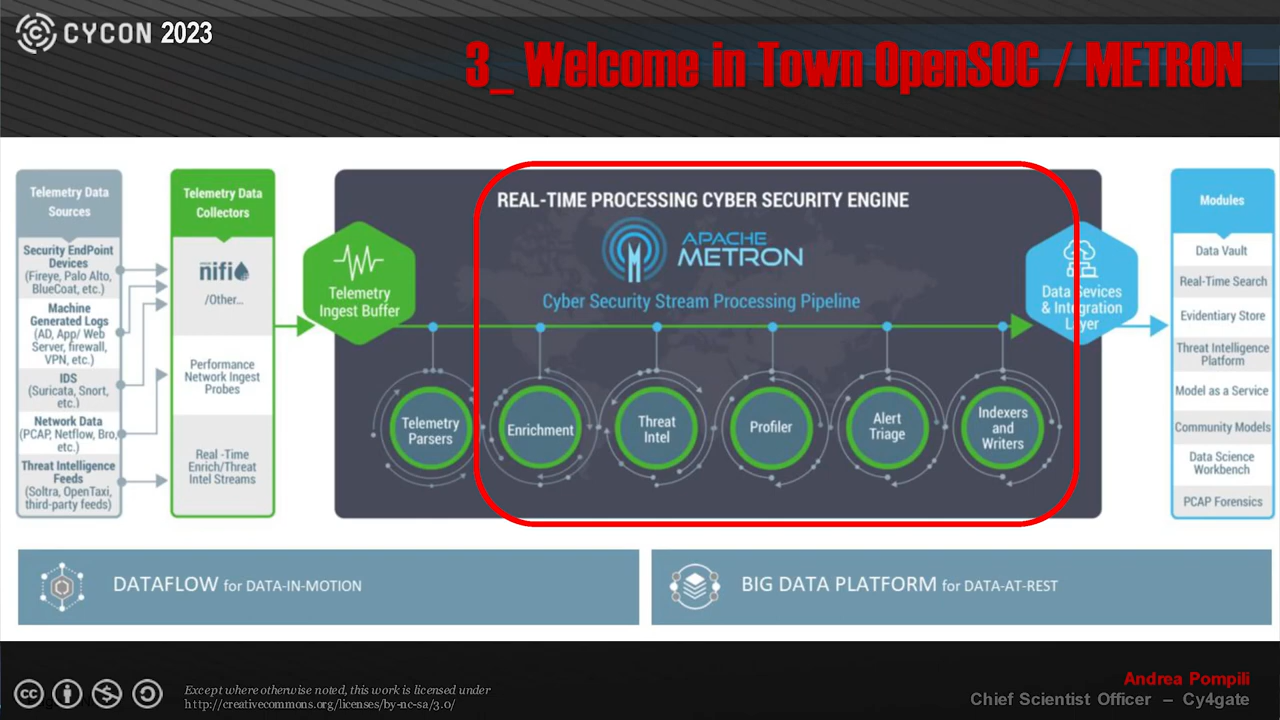 CYCON 2023
3_ Welcome in Town OpenSOC / METRON
Telemetry Data
Sources
Security EndPoint
Devices
(Fireye, Palo Alto,
BlueCoat, etc.)
Machine
Generated Logs
(AD, App/ Web
Server, firewall,
VPN, etc.)
IDS
(Suricata, Snort,
etc.)
Network Data
(PCAP, Netflow, Bro,
etc.)
Threat Intelligence
Feeds
(Soltra, OpenTaxi,
third-party feeds)
Telemetry Data
Collectors
nifi
/Other...
Performance
Network Ingest
Probes
Real -Time
Enrich/Threat
Intel Streams
Telemetry
Ingest Buffer
REAL-TIME PROCESSING CYBER SECURITY ENGINE
APACHE
METRON
Cyber Security Stream Processing Pipeline
Telemetry
Parsers
Enrichment
Threat
Intel
Profiler
Alert
Triage
Indexers
and
Writers
Data Sevices
& Integration
Layer
Modules
Data Vault
Real-Time Search
Evidentiary Store
Threat Intelligence
Platform
Model as a Service
Community Models
Data Science
Workbench
PCAP Forensics
DATAFLOW for DATA-IN-MOTION
BIG DATA PLATFORM for DATA-AT-REST
cc
Except where otherwise noted, this work is licensed under
http://creativecommons.org/licenses/by-nc-sa/3.0/
Andrea Pompili
Chief Scientist Officer – Cy4gate